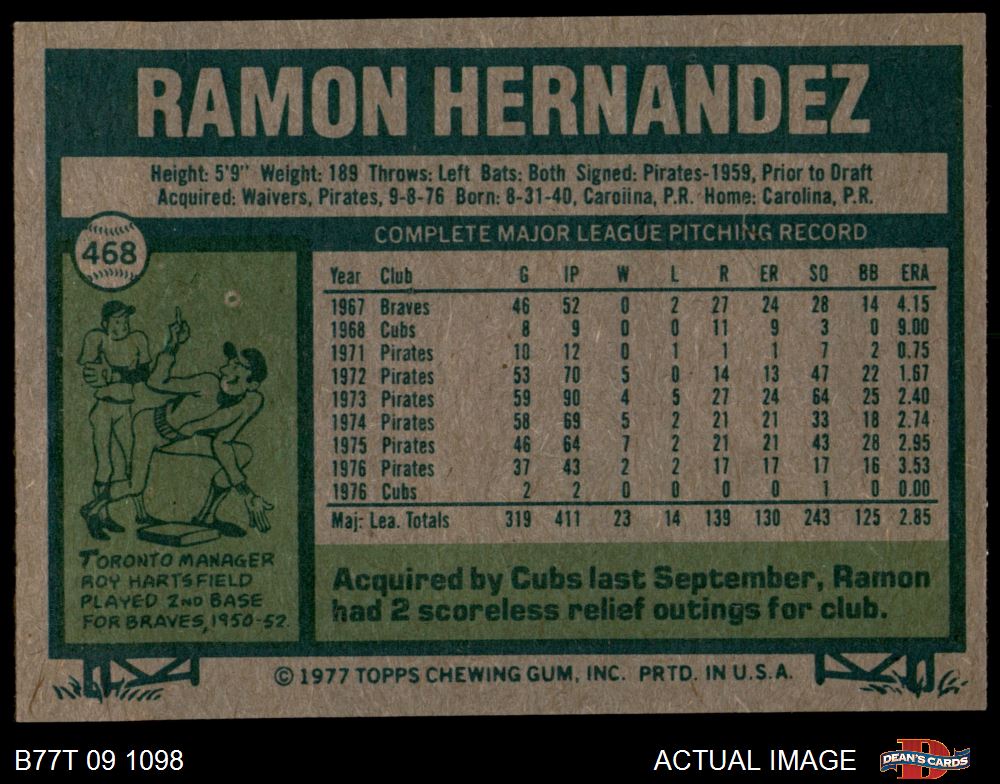 RAMON HERNANDEZ
Height: 5'9" Weight: 189 Throws: Left Bats: Both Signed: Pirates-1959, Prior to Draft
Acquired: Waivers, Pirates, 9-8-76 Born: 8-31-40, Caroiina, P.R. Home: Carolina, P.R.
468
COMPLETE MAJOR LEAGUE PITCHING RECORD
Year Club G IP W L R ER SO BB ERA
1967 Braves 46 52 0 2 27 24 28 14 4.15
1968 Cubs 8 9 0 0 11 9 3 0 9.00
1971 Pirates 10 12 0 1 1 1 7 2 0.75
1972 Pirates 53 70 5 0 14 13 47 22 1.67
1973 Pirates 59 90 4 5 27 24 64 25 2.40
1974 Pirates 58 69 5 2 21 21 33 18 2.74
1975 Pirates 46 64 7 2 21 21 43 28 2.95
1976 Pirates 37 43 2 2 17 17 17 16 3.53
1976 Cubs 2 2 0 0 0 0 1 0 0.00
Maj: Lea. Totals 319 411 23 14 139 130 243 125 2.85
TORONTO MANAGER
ROY HARTSFIELD
PLAYED 2ND BASE
FOR BRAVES, 1950-52.
Acquired by Cubs last September, Ramon
had 2 scoreless relief outings for club.
© 1977 TOPPS CHEWING GUM, INC. PRTD. IN U.S.A.
B77T 09 1098
ACTUAL IMAGE
D
DEAN'S CARDS